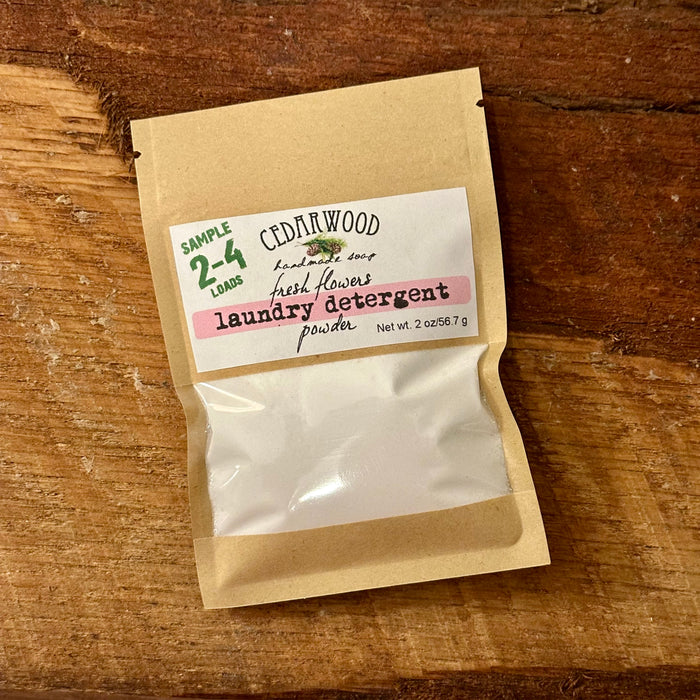 SAMPLE
2-4
LOADS
CEDARWOOD
handmade soap
fresh flowers
laundry detergent
powder
Net wt. 2 oz/56.7 g